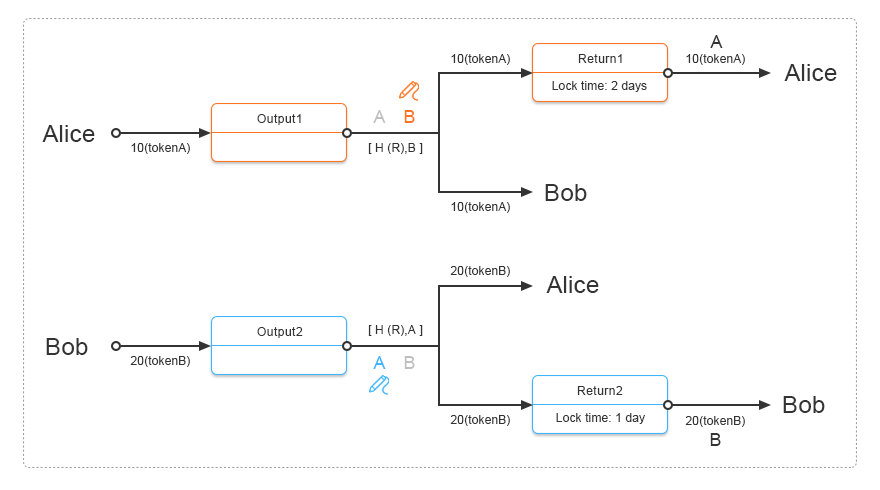 Alice
10(tokenA)
Output1
A B
[ H (R),B ]
10(tokenA)
Return1
Lock time: 2 days
A
10(tokenA)
Alice
10(tokenA)
Bob
Bob
20(tokenB)
Output2
[ H (R),A ]
A B
20(tokenB)
Alice
20(tokenB)
Return2
Lock time: 1 day
20(tokenB)
B
Bob